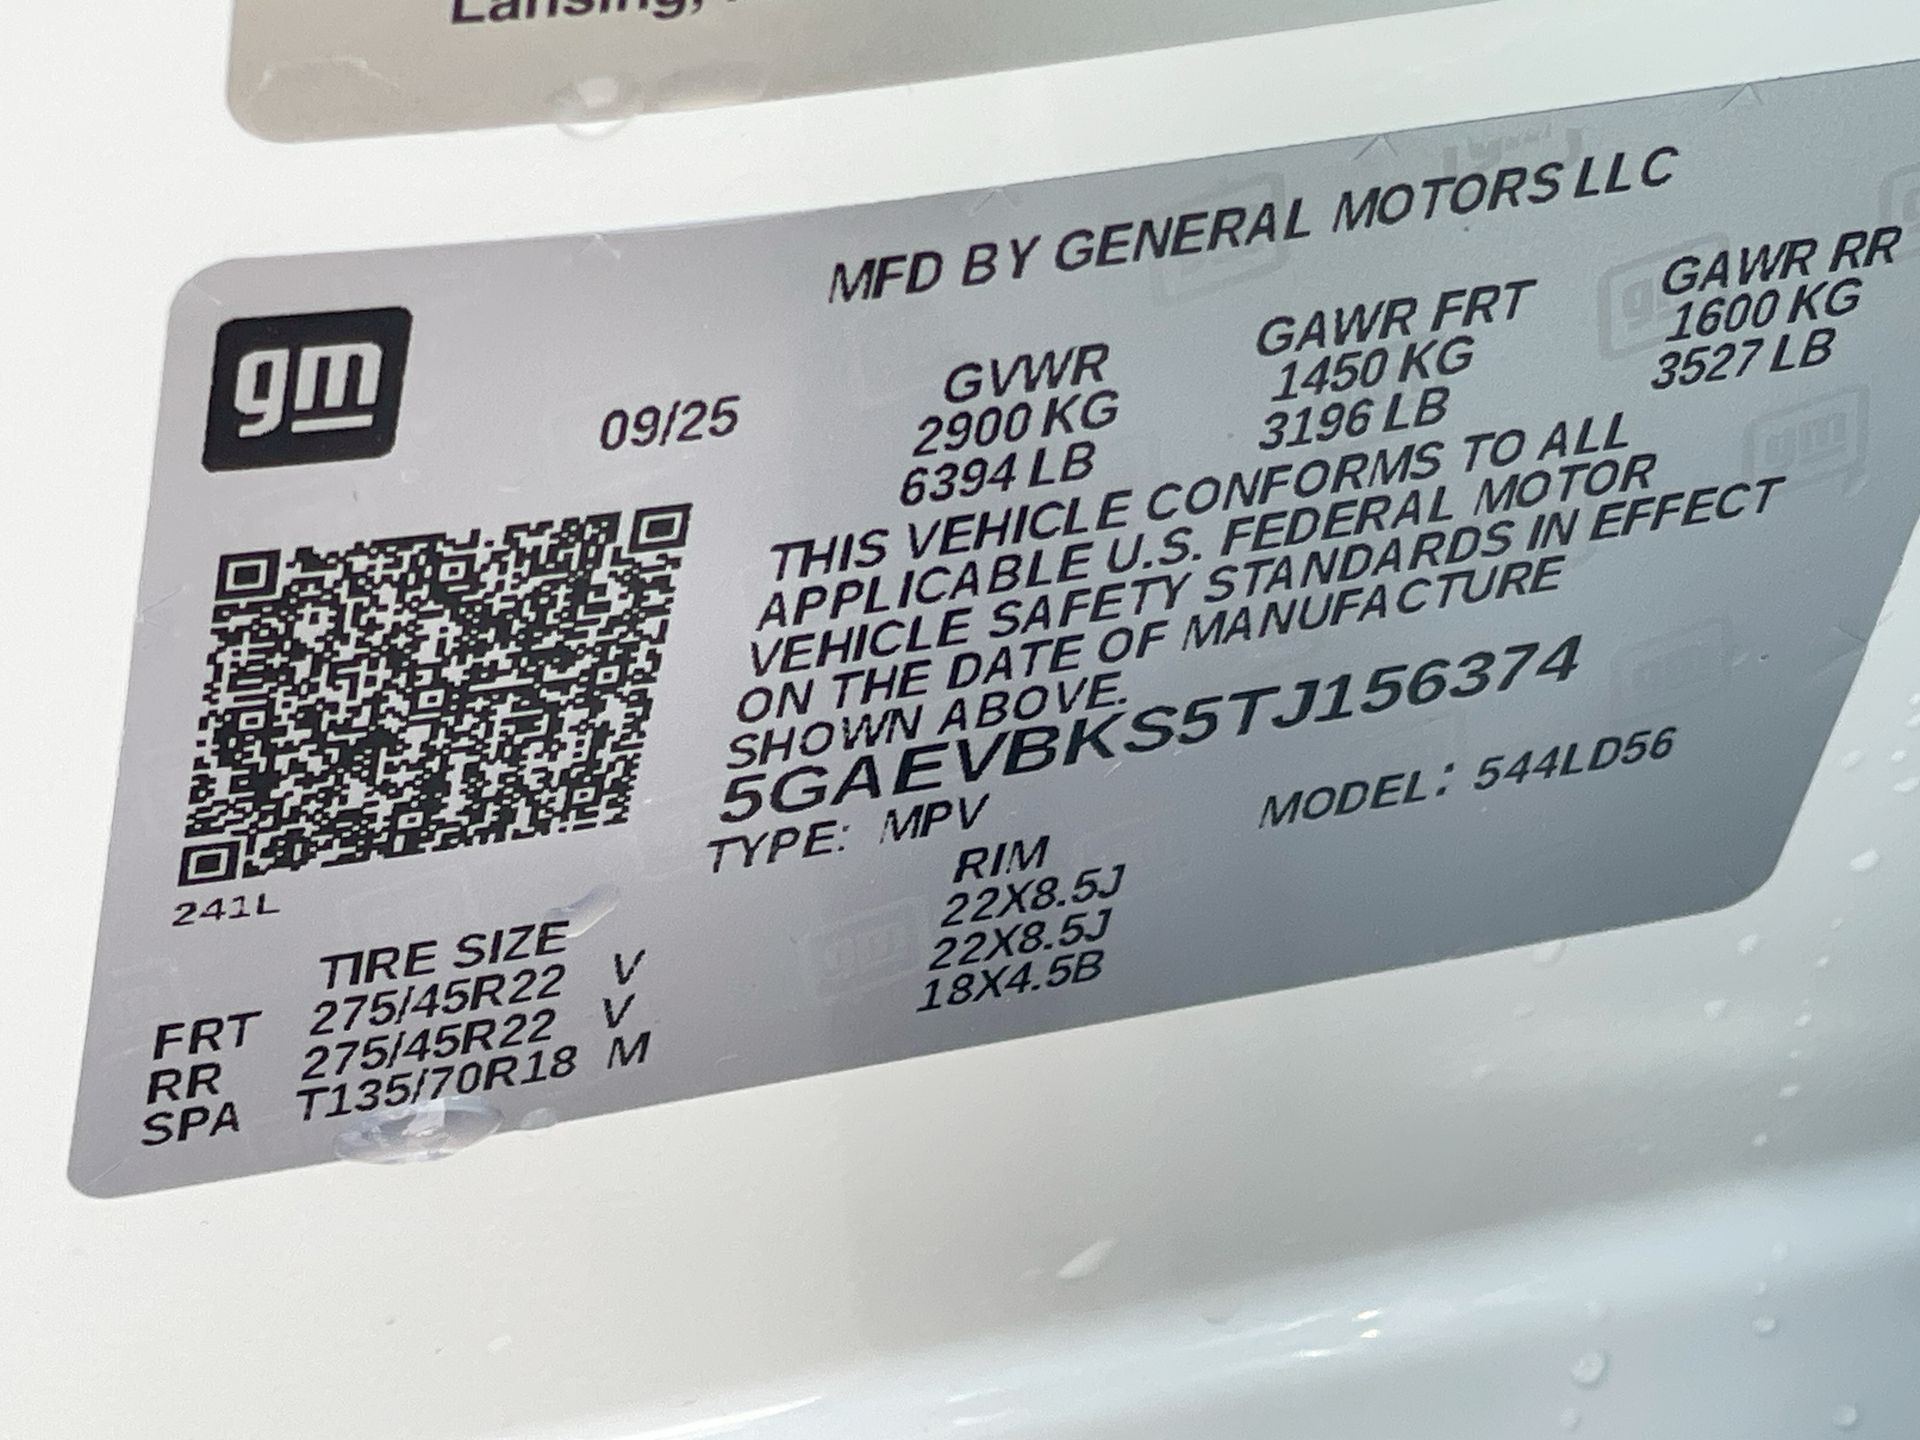 Lansing,
MFD BY GENERAL MOTORS LLC
gm
09/25
GVWR GAWR FRT GAWR RR
2900 KG 1450 KG 1600 KG
6394 LB 3196 LB 3527 LB
THIS VEHICLE CONFORMS TO ALL
APPLICABLE U.S. FEDERAL MOTOR
VEHICLE SAFETY STANDARDS IN EFFECT
ON THE DATE OF MANUFACTURE
SHOWN ABOVE.
5GAEVBKS5TJ156374
TYPE: MPV MODEL: 544LD56
241L
TIRE SIZE RIM
FRT 275/45R22 V 22X8.5J
RR 275/45R22 V 22X8.5J
SPA T135/70R18 M 18X4.5B